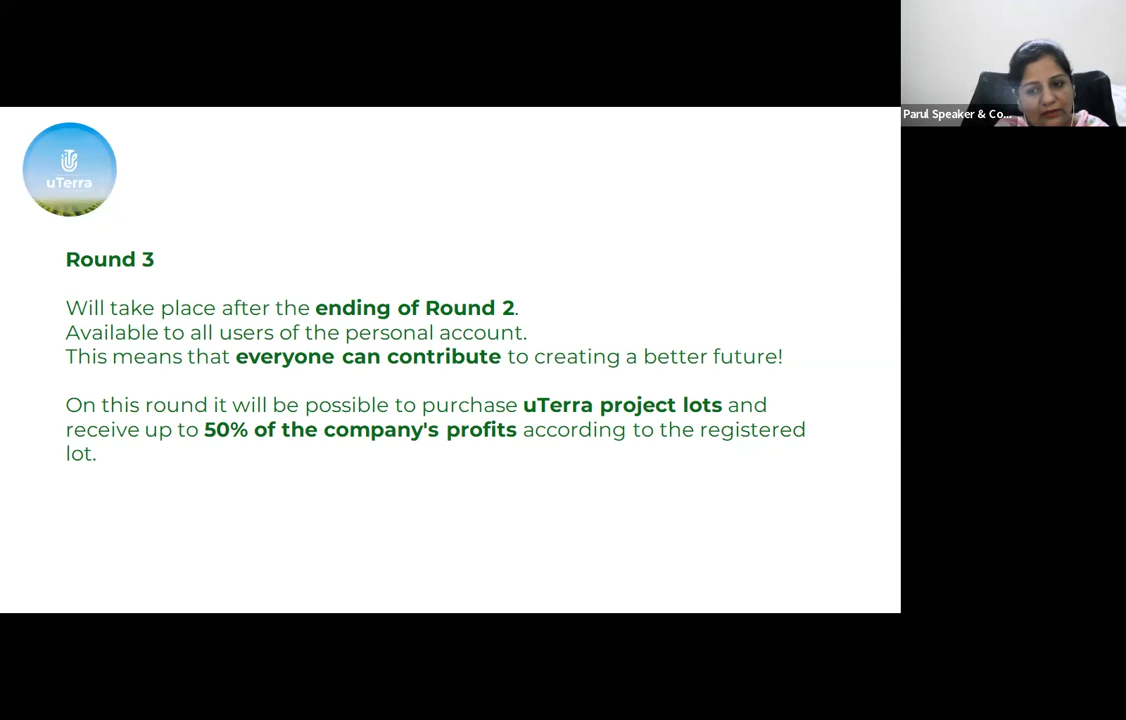 Parul Speaker & Co...
uTerra
Round 3
Will take place after the ending of Round 2.
Available to all users of the personal account.
This means that everyone can contribute to creating a better future!
On this round it will be possible to purchase uTerra project lots and
receive up to 50% of the company's profits according to the registered
lot.